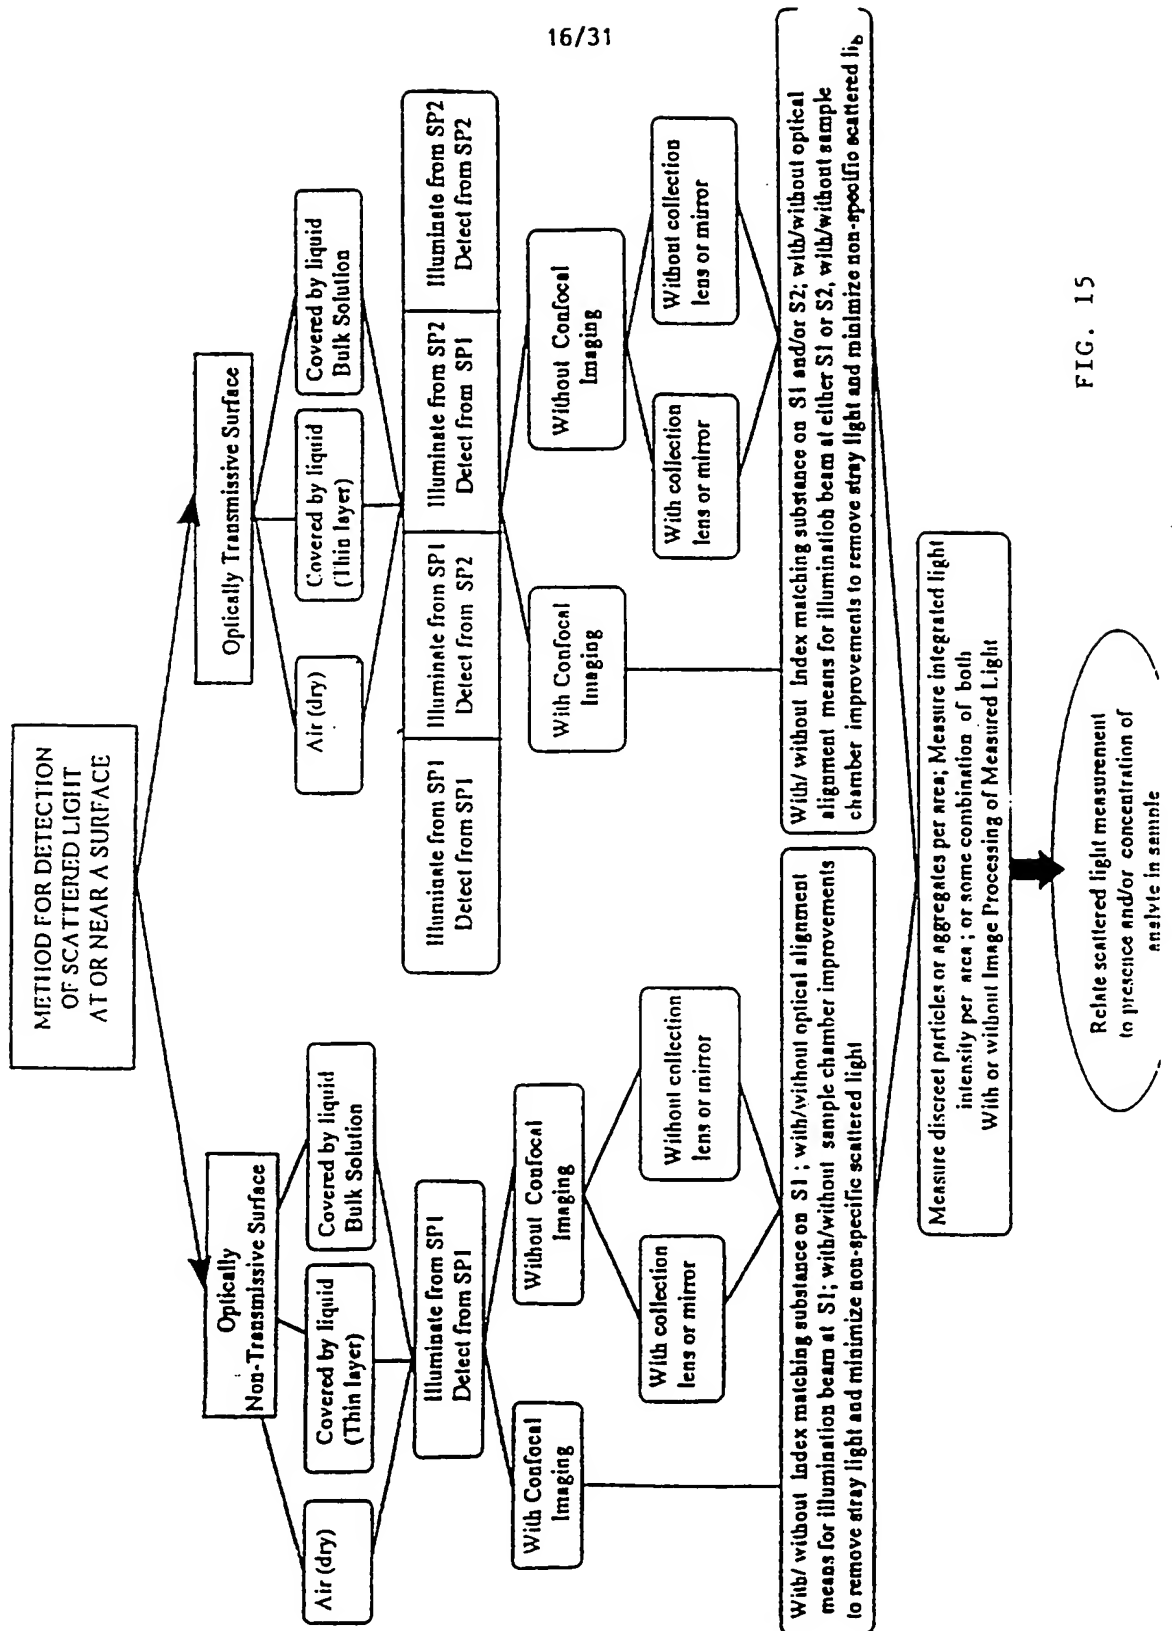 16/31
METHOD FOR DETECTION
OF SCATTERED LIGHT
AT OR NEAR A SURFACE
Optically
Non-Transmissive Surface
Air (dry)
Covered by liquid
(Thin layer)
Covered by liquid
Bulk Solution
Illuminate from SP1
Detect from SP1
With Confocal
Imaging
Without Confocal
Imaging
With collection
lens or mirror
Without collection
lens or mirror
With/ without Index matching substance on S1 ; with/without optical alignment
means for illumination beam at S1; with/without sample chamber improvements
to remove stray light and minimize non-specific scattered light
Optically Transmissive Surface
Air (dry)
Covered by liquid
(Thin layer)
Covered by liquid
Bulk Solution
Illuminate from SP1
Detect from SP1
Illuminate from SP1
Detect from SP2
Illuminate from SP2
Detect from SP1
Illuminate from SP2
Detect from SP2
With Confocal
Imaging
Without Confocal
Imaging
With collection
lens or mirror
Without collection
lens or mirror
With/ without Index matching substance on S1 and/or S2; with/without optical
alignment means for illumination beam at either S1 or S2, with/without sample
chamber improvements to remove stray light and minimize non-specific scattered
Measure discreet particles or aggregates per area; Measure integrated light
intensity per area ; or some combination of both
With or without Image Processing of Measured Light
Relate scattered light measurement
to presence and/or concentration of
analyte in sample
FIG. 15